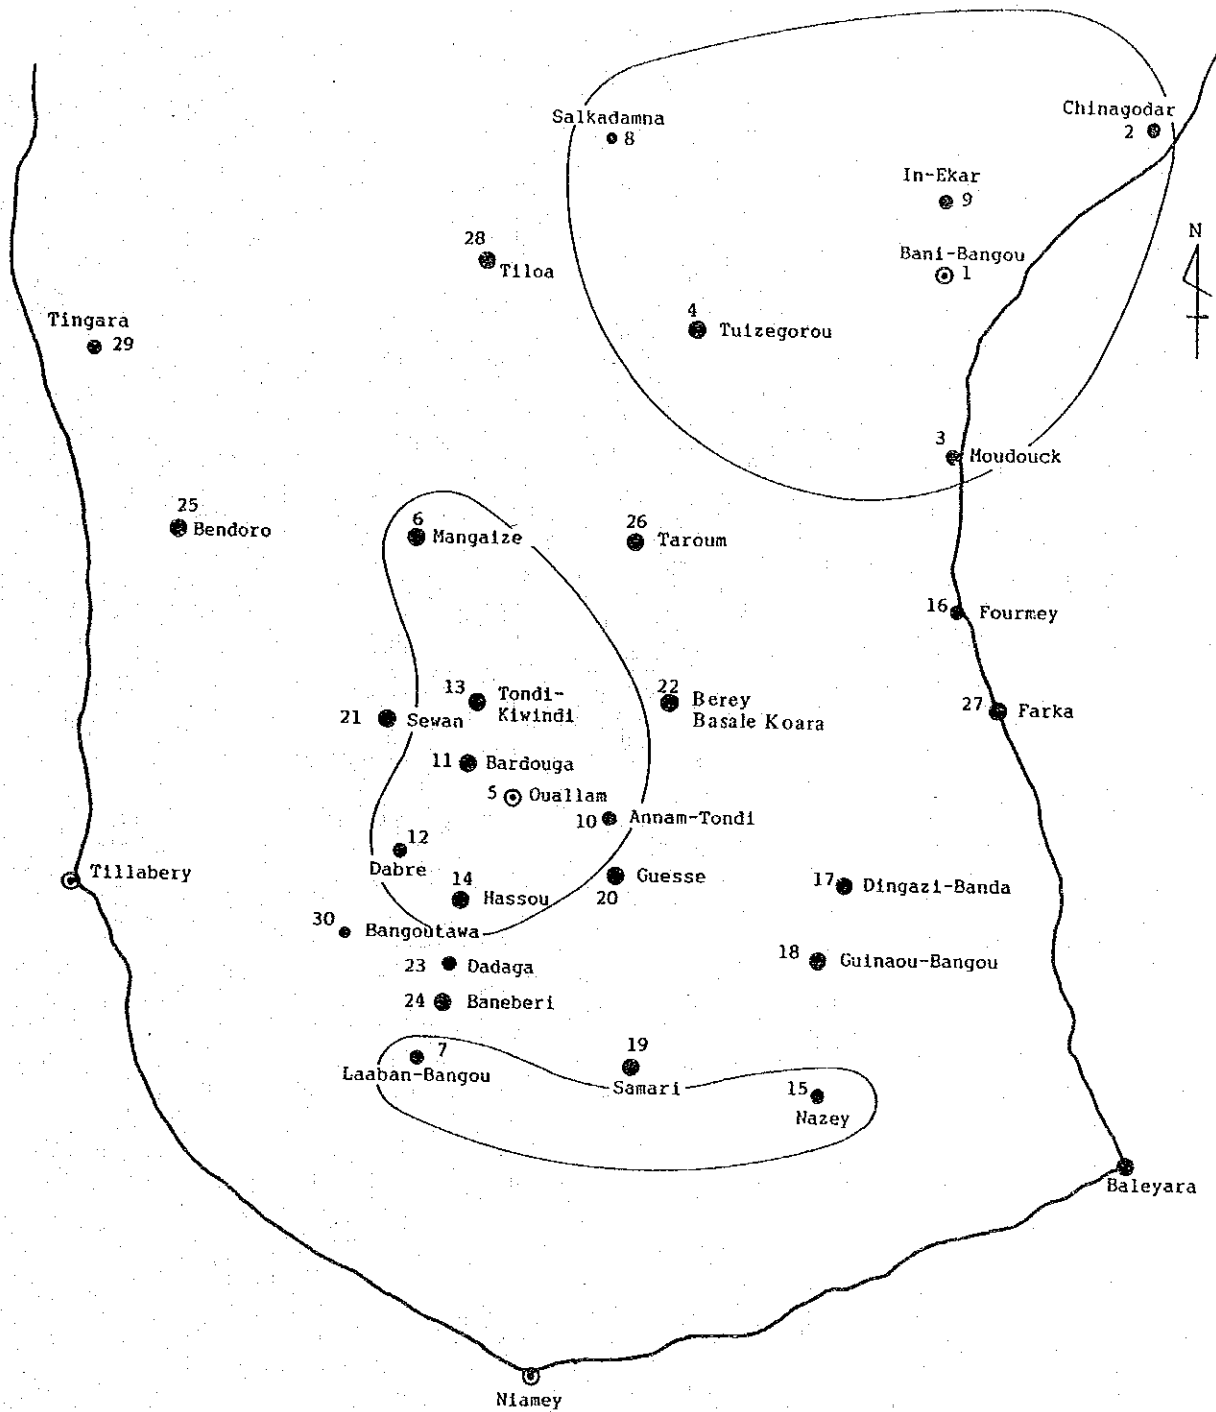 Salkadamna
8
Chinagodar
2
In-Ekar
9
N
28
Tiloa
Bani-Bangou
1
4
Tuizegorou
Tingara
29
3
Moudouck
25
Bendoro
6
Mangaize
26
Taroum
16
Fourmey
13
Tondi-
Kiwindi
22
Berey
Basale Koara
21
Sewan
27
Farka
11
Bardouga
5
Ouallam
10
Annam-Tondi
12
Dabre
Tillabery
14
Hassou
Guesse
20
17
Dingazi-Banda
30
Bangoutawa
23
Dadaga
18
Guinaou-Bangou
24
Baneberi
7
Laaban-Bangou
19
Samari
15
Nazey
Baleyara
Niamey